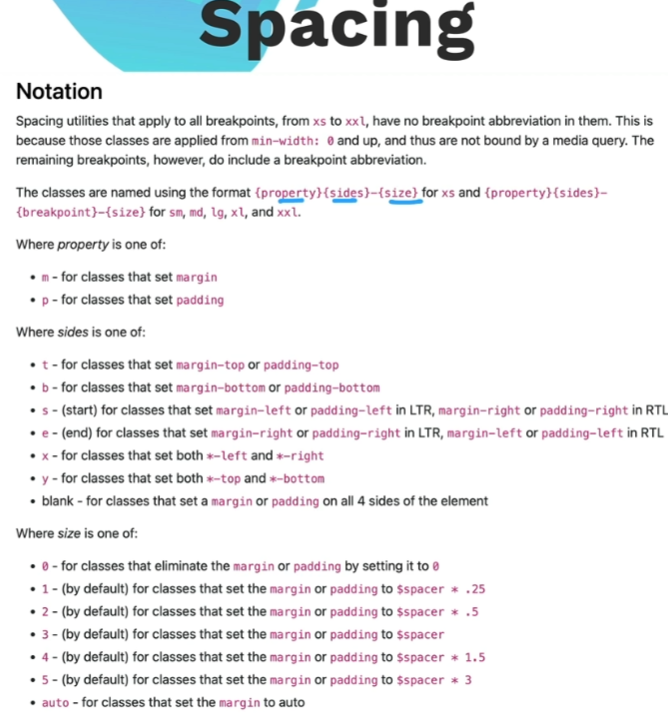 Spacing
Notation
Spacing utilities that apply to all breakpoints, from xs to xxl, have no breakpoint abbreviation in them. This is
because those classes are applied from min-width: 0 and up, and thus are not bound by a media query. The
remaining breakpoints, however, do include a breakpoint abbreviation.
The classes are named using the format {property}{sides}-{size} for xs and {property}{sides}-
{breakpoint}-{size} for sm, md, lg, xl, and xxl.
Where property is one of:
• m - for classes that set margin
• p - for classes that set padding
Where sides is one of:
• t - for classes that set margin-top or padding-top
• b - for classes that set margin-bottom or padding-bottom
• s - (start) for classes that set margin-left or padding-left in LTR, margin-right or padding-right in RTL
• e - (end) for classes that set margin-right or padding-right in LTR, margin-left or padding-left in RTL
• x - for classes that set both *-left and *-right
• y - for classes that set both *-top and *-bottom
• blank - for classes that set a margin or padding on all 4 sides of the element
Where size is one of:
• 0 - for classes that eliminate the margin or padding by setting it to 0
• 1 - (by default) for classes that set the margin or padding to $spacer * .25
• 2 - (by default) for classes that set the margin or padding to $spacer * .5
• 3 - (by default) for classes that set the margin or padding to $spacer
• 4 - (by default) for classes that set the margin or padding to $spacer * 1.5
• 5 - (by default) for classes that set the margin or padding to $spacer * 3
• auto - for classes that set the margin to auto